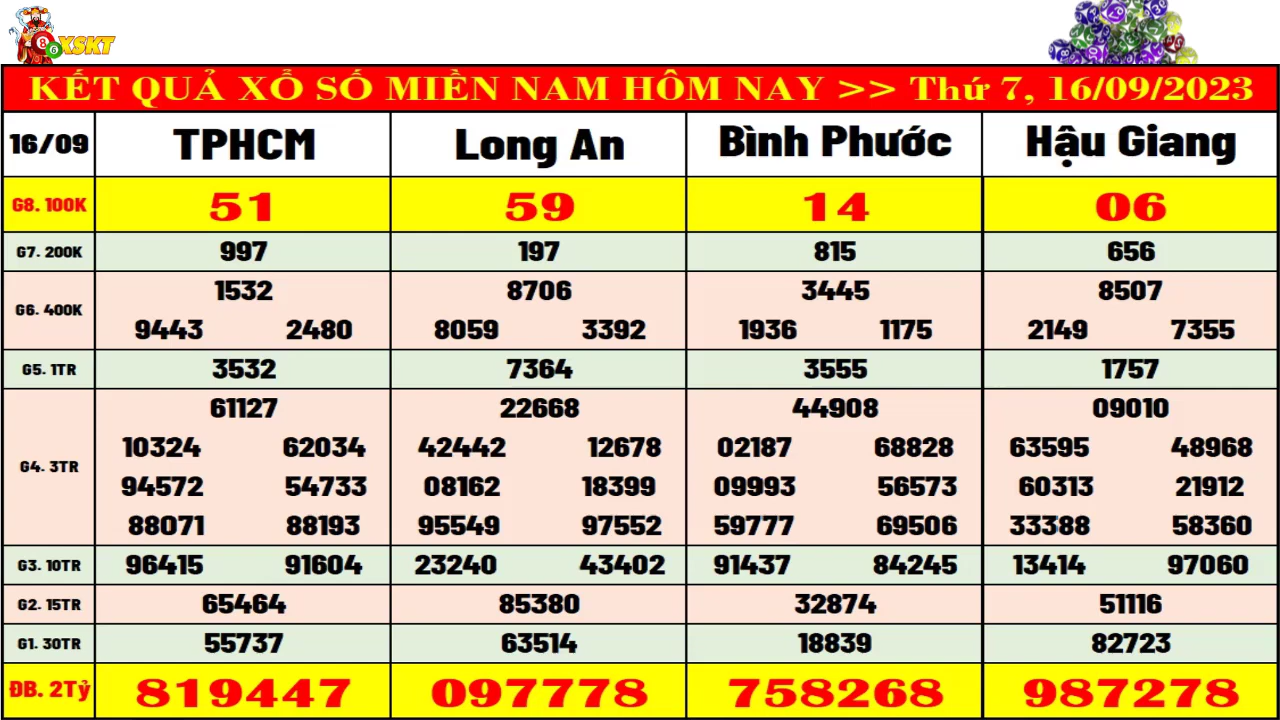 XSKT
KẾT QUẢ XỔ SỐ MIỀN NAM HÔM NAY >> Thứ 7, 16/09/2023
16/09 TPHCM Long An Bình Phước Hậu Giang
G8. 100K 51 59 14 06
G7. 200K 997 197 815 656
1532 8706 3445 8507
G6. 400K
9443 2480 8059 3392 1936 1175 2149 7355
G5. 1TR 3532 7364 3555 1757
61127 22668 44908 09010
10324 62034 42442 12678 02187 68828 63595 48968
G4. 3TR
94572 54733 08162 18399 09993 56573 60313 21912
88071 88193 95549 97552 59777 69506 33388 58360
G3. 10TR 96415 91604 23240 43402 91437 84245 13414 97060
G2. 15TR 65464 85380 32874 51116
G1. 30TR 55737 63514 18839 82723
ĐB. 2Tỷ 819447 097778 758268 987278